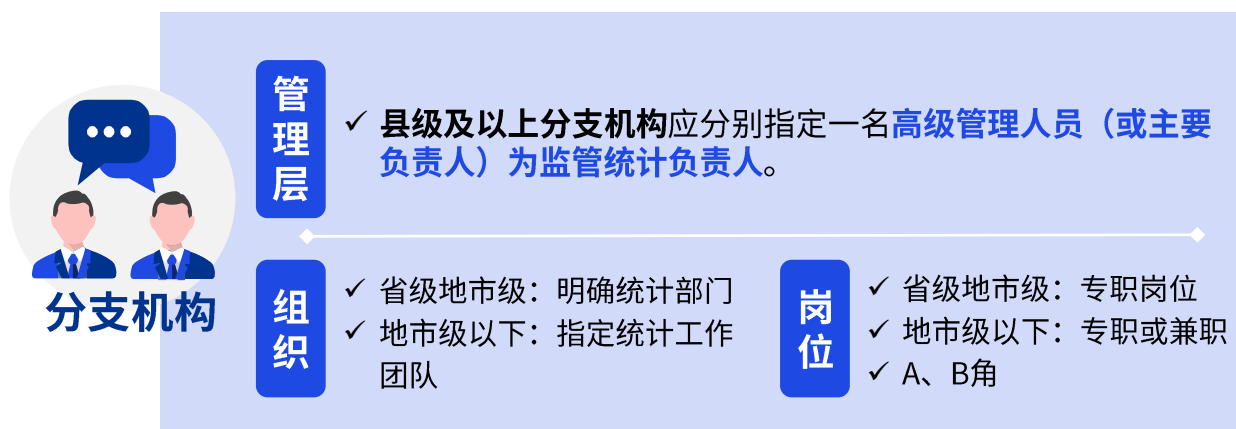 分支机构
管理层
✓ 县级及以上分支机构应分别指定一名高级管理人员（或主要
负责人）为监管统计负责人。
组织
✓ 省级地市级：明确统计部门
✓ 地市级以下：指定统计工作
团队
岗位
✓ 省级地市级：专职岗位
✓ 地市级以下：专职或兼职
✓ A、B角